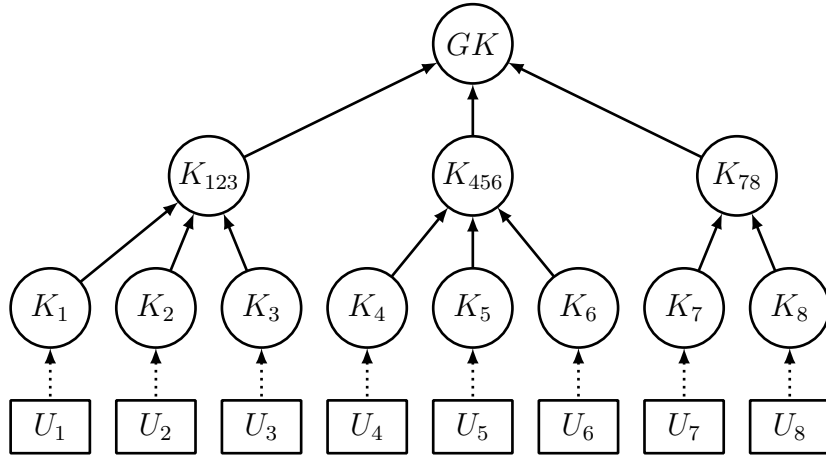 GK
K₁₂₃ K₄₅₆ K₇₈
K₁ K₂ K₃ K₄ K₅ K₆ K₇ K₈
U₁ U₂ U₃ U₄ U₅ U₆ U₇ U₈